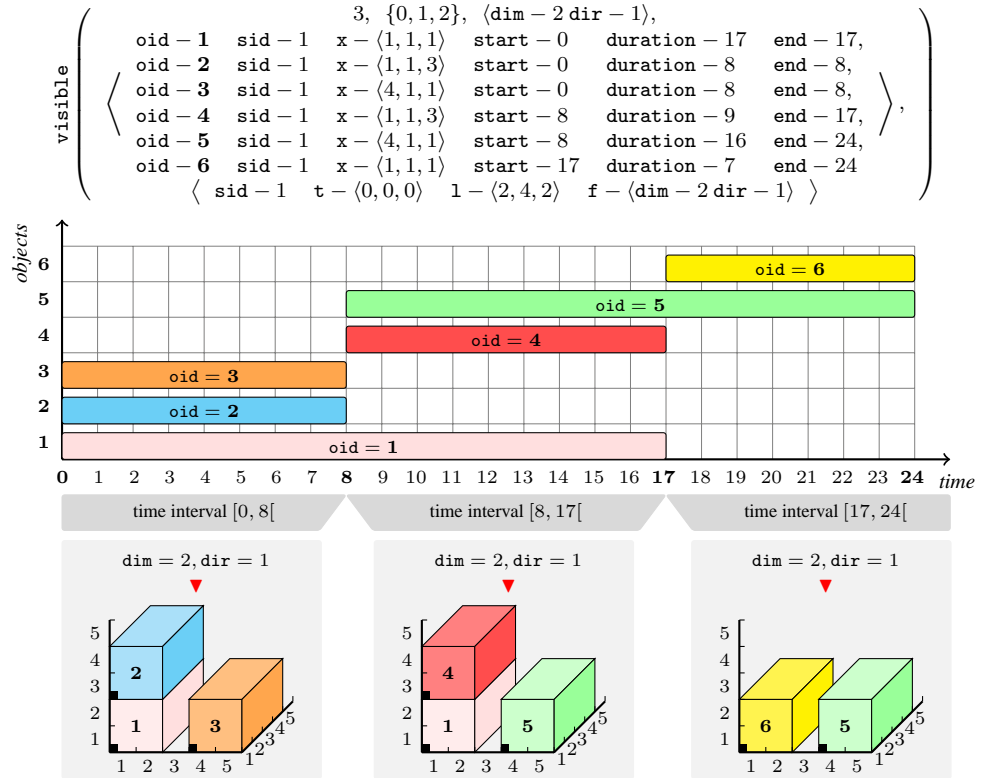 3, {0, 1, 2}, ⟨dim − 2 dir − 1⟩,
visible
oid − 1 sid − 1 x − ⟨1, 1, 1⟩ start − 0 duration − 17 end − 17,
oid − 2 sid − 1 x − ⟨1, 1, 3⟩ start − 0 duration − 8 end − 8,
oid − 3 sid − 1 x − ⟨4, 1, 1⟩ start − 0 duration − 8 end − 8,
oid − 4 sid − 1 x − ⟨1, 1, 3⟩ start − 8 duration − 9 end − 17,
oid − 5 sid − 1 x − ⟨4, 1, 1⟩ start − 8 duration − 16 end − 24,
oid − 6 sid − 1 x − ⟨1, 1, 1⟩ start − 17 duration − 7 end − 24
,
⟨ sid − 1 t − ⟨0, 0, 0⟩ l − ⟨2, 4, 2⟩ f − ⟨dim − 2 dir − 1⟩ ⟩
objects
6 oid = 6
5 oid = 5
4 oid = 4
3 oid = 3
2 oid = 2
1 oid = 1
0 1 2 3 4 5 6 7 8 9 10 11 12 13 14 15 16 17 18 19 20 21 22 23 24 time
time interval [0, 8[ time interval [8, 17[ time interval [17, 24[
dim = 2, dir = 1 dim = 2, dir = 1 dim = 2, dir = 1
5 5 5
4 4 4
3 2 3 4 3
2 2 2
1 1 3 1 1 5 1 6 5
1 2 3 4 5 1 2 3 4 5 1 2 3 4 5
1 2 3 4 5 1 2 3 4 5 1 2 3 4 5